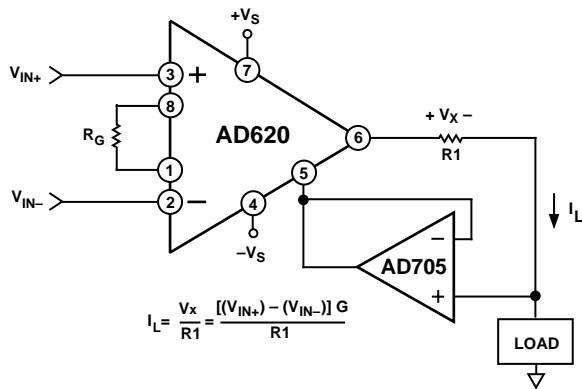 +VS
VIN+
3
+
7
8
+ VX –
RG
AD620
6
R1
1
5
VIN–
2
–
4
IL
–VS
–
AD705
+
IL = VX / R1 = [(VIN+) – (VIN–)] G / R1
LOAD